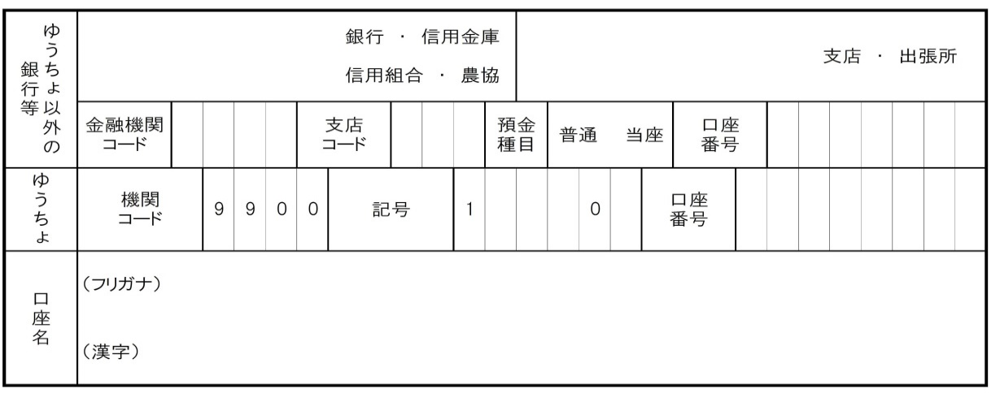 ゆうちょ以外の
銀行等
銀行 ・ 信用金庫
信用組合 ・ 農協
支店 ・ 出張所
金融機関
コード
支店
コード
預金
種目
普通 当座
口座
番号
ゆうちょ
機関
コード
9 9 0 0
記号
1 0
口座
番号
口座名
(フリガナ)
(漢字)